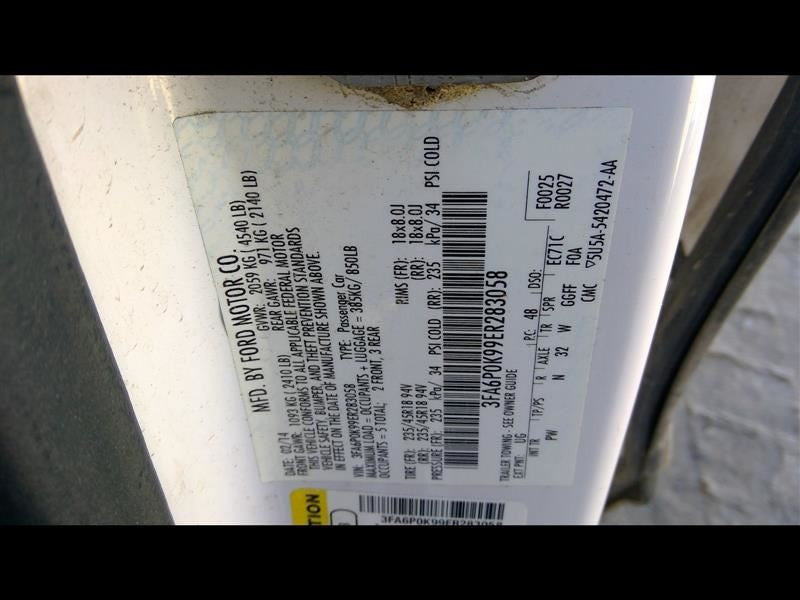 MFD. BY FORD MOTOR CO.
DATE: 02/14 GVWR: 2059 KG ( 4540 LB)
FRONT GAWR: 1093 KG ( 2410 LB) REAR GAWR: 971 KG ( 2140 LB)
THIS VEHICLE CONFORMS TO ALL APPLICABLE FEDERAL MOTOR
VEHICLE SAFETY, BUMPER, AND THEFT PREVENTION STANDARDS
IN EFFECT ON THE DATE OF MANUFACTURE SHOWN ABOVE.
VIN: 3FA6P0K99ER283058 TYPE: Passenger Car
MAXIMUM LOAD = OCCUPANTS + LUGGAGE = 385KG/ 850LB
OCCUPANTS = 5 TOTAL; 2 FRONT, 3 REAR
TIRE (FR): 235/45R18 94V RIMS (FR): 18x8.0J
(RR): 235/45R18 94V (RR): 18x8.0J
PRESSURE (FR): 235 kPa/ 34 PSI COLD (RR): 235 kPa/ 34 PSI COLD
3FA6P0K99ER283058
TRAILER TOWING: SEE OWNER GUIDE F0025
EXT PNT: UG RC: 48 DSO: R0027
INT TR TP/PS R AXLE TR SPR EC71C
PW N 32 W GGFF F0A
CMC ▽5U5A-5420472-AA
3FA6P0K99ER283058